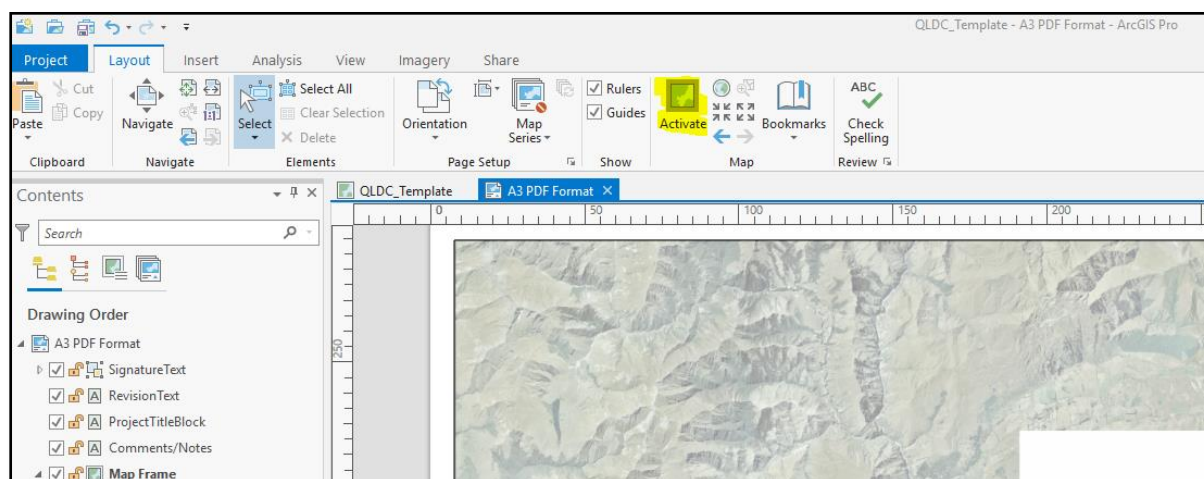 QLDC_Template - A3 PDF Format - ArcGIS Pro
Project Layout Insert Analysis View Imagery Share
Cut
Copy
Paste
Navigate
Select
Select All
Clear Selection
Delete
Orientation
Map
Series
Rulers
Guides
Activate
Bookmarks
ABC
Check
Spelling
Clipboard Navigate Elements Page Setup Show Map Review
Contents
QLDC_Template A3 PDF Format
0 50 100 150 200
Search
Drawing Order
A3 PDF Format
250
SignatureText
A RevisionText
A ProjectTitleBlock
A Comments/Notes
Map Frame